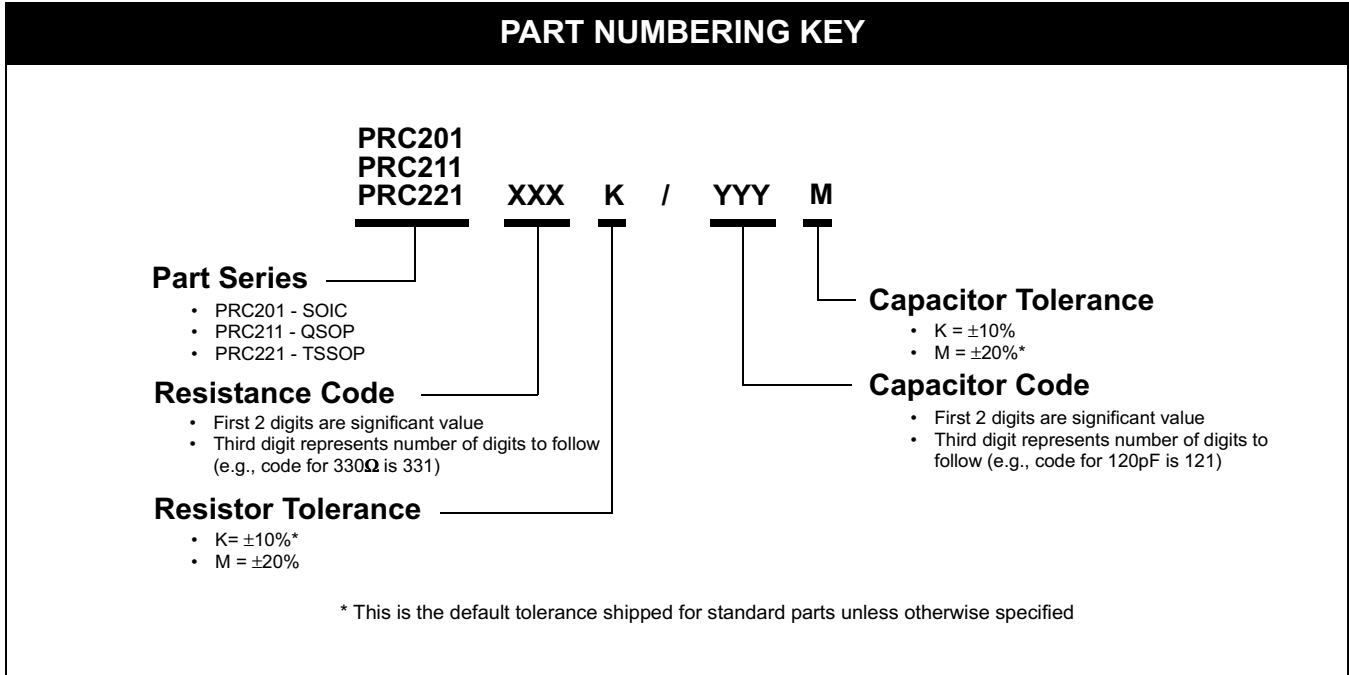 PART NUMBERING KEY
PRC201
PRC211
PRC221 XXX K / YYY M
Part Series
• PRC201 - SOIC
• PRC211 - QSOP
• PRC221 - TSSOP
Resistance Code
• First 2 digits are significant value
• Third digit represents number of digits to follow
(e.g., code for 330Ω is 331)
Resistor Tolerance
• K= ±10%*
• M = ±20%
Capacitor Tolerance
• K = ±10%
• M = ±20%*
Capacitor Code
• First 2 digits are significant value
• Third digit represents number of digits to
follow (e.g., code for 120pF is 121)
* This is the default tolerance shipped for standard parts unless otherwise specified